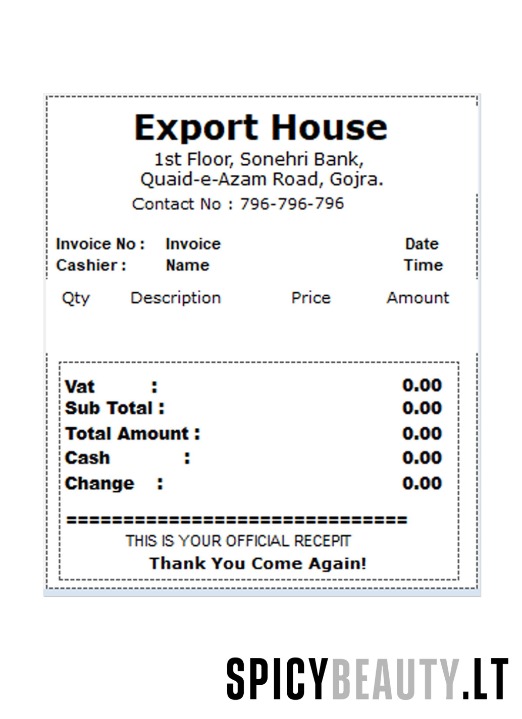 Export House
1st Floor, Sonehri Bank,
Quaid-e-Azam Road, Gojra.
Contact No : 796-796-796
Invoice No : Invoice Date
Cashier : Name Time
Qty Description Price Amount
Vat : 0.00
Sub Total : 0.00
Total Amount : 0.00
Cash : 0.00
Change : 0.00
==============================
THIS IS YOUR OFFICIAL RECEPIT
Thank You Come Again!
SPICYBEAUTY.LT